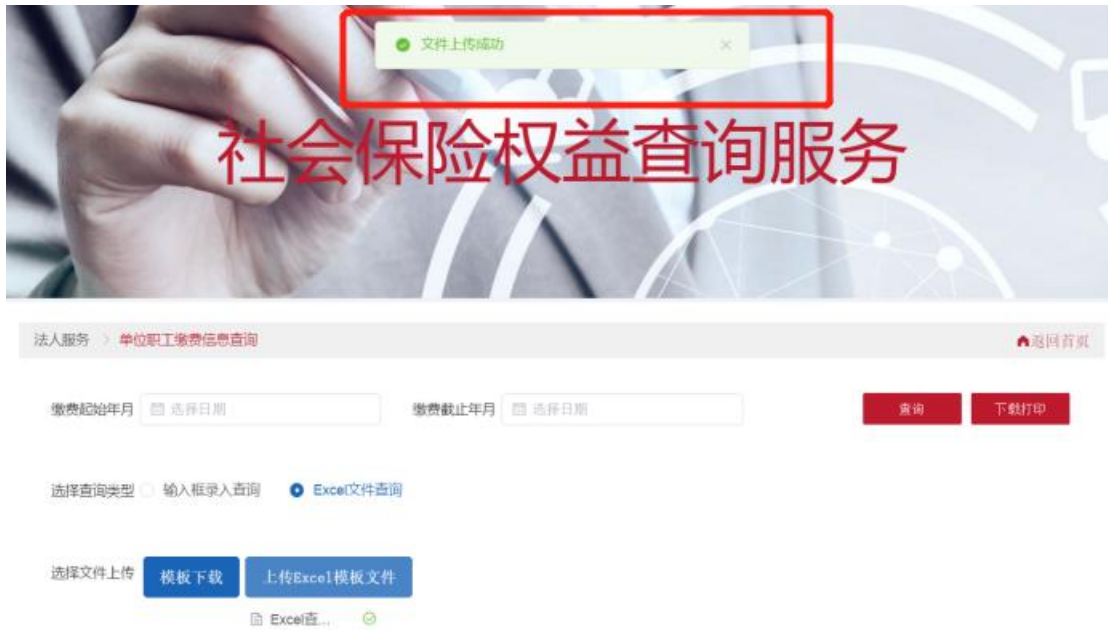 文件上传成功
社会保险权益查询服务
法人服务 > 单位职工缴费信息查询 返回首页
缴费起始年月 选择日期 缴费截止年月 选择日期 查询 下载打印
选择查询类型 输入框录入查询 Excel文件查询
选择文件上传 模板下载 上传Excel模板文件
Excel查...